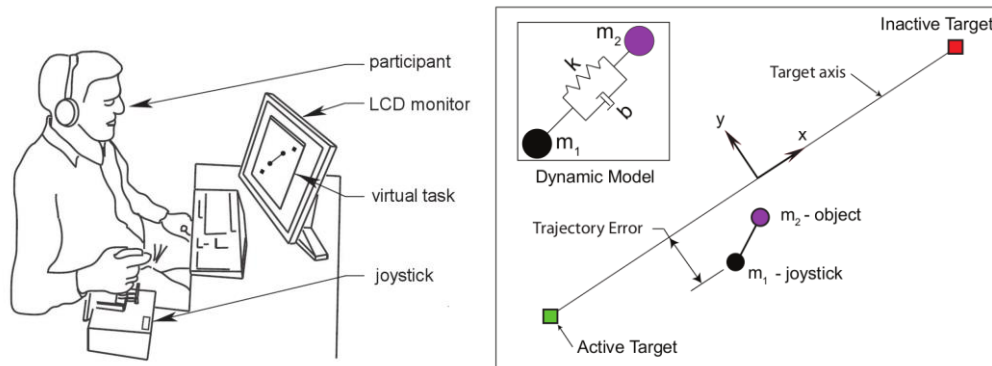 participant
LCD monitor
virtual task
joystick
Inactive Target
m2
k
b
m1
Dynamic Model
Target axis
y
x
Trajectory Error
m2 - object
m1 - joystick
Active Target